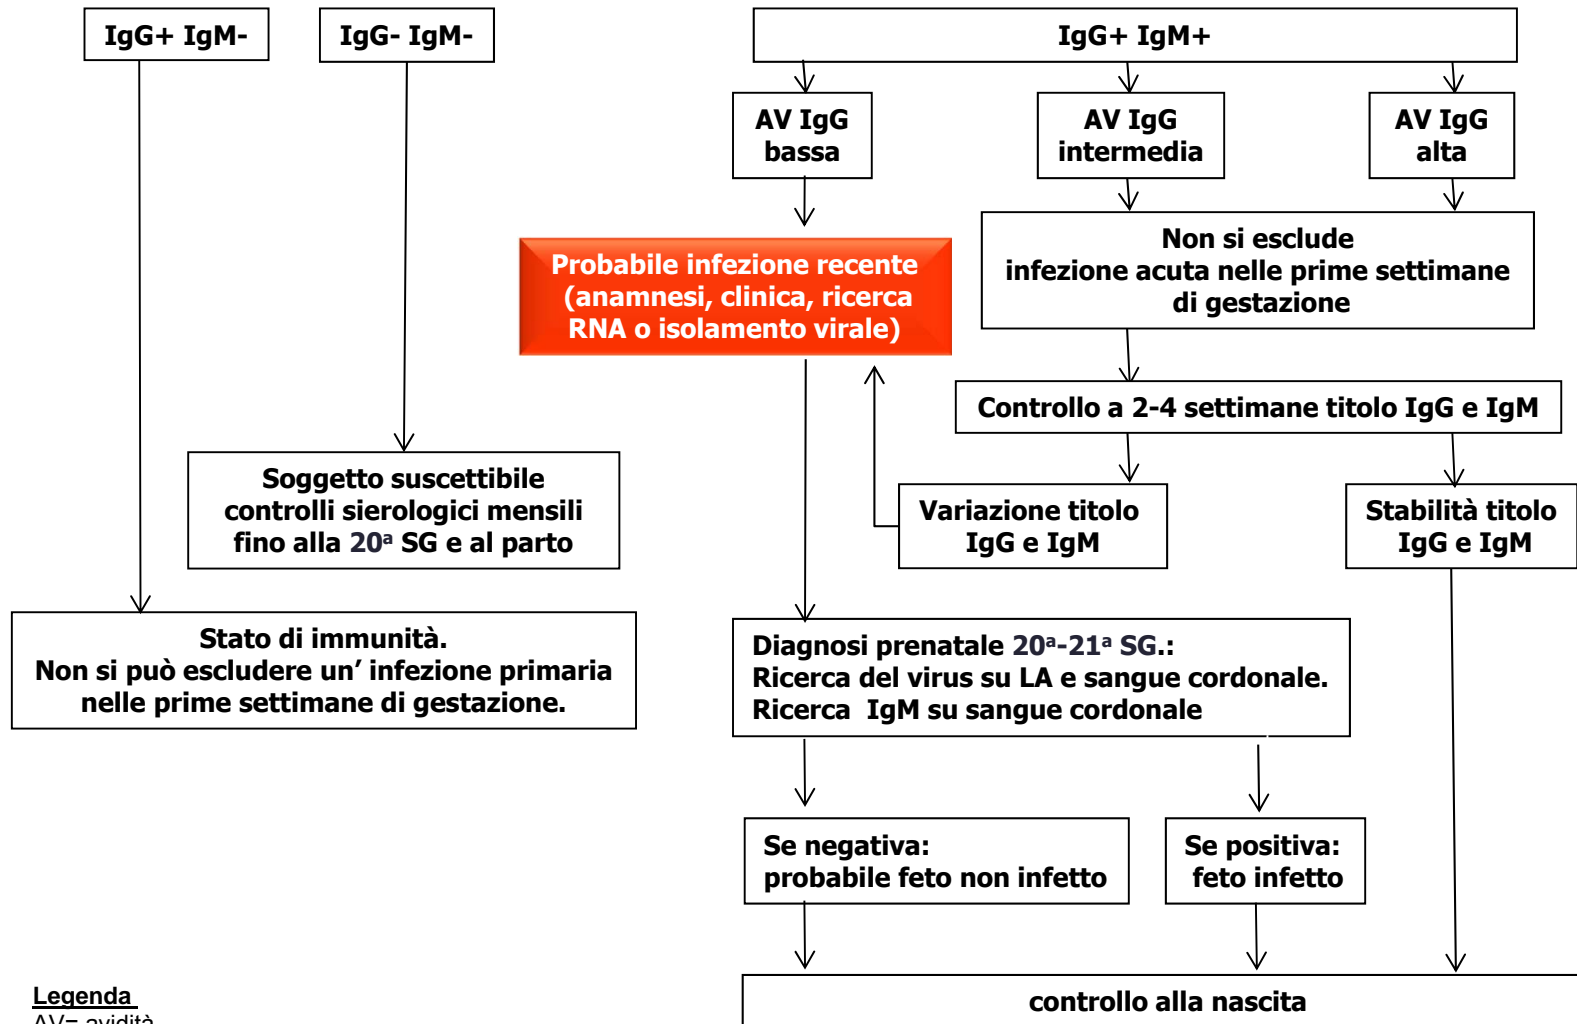 IgG+ IgM-
IgG- IgM-
IgG+ IgM+
AV IgG
bassa
AV IgG
intermedia
AV IgG
alta
Probabile infezione recente
(anamnesi, clinica, ricerca
RNA o isolamento virale)
Non si esclude
infezione acuta nelle prime settimane
di gestazione
Controllo a 2-4 settimane titolo IgG e IgM
Soggetto suscettibile
controlli sierologici mensili
fino alla 20ª SG e al parto
Variazione titolo
IgG e IgM
Stabilità titolo
IgG e IgM
Stato di immunità.
Non si può escludere un’ infezione primaria
nelle prime settimane di gestazione.
Diagnosi prenatale 20ª-21ª SG.:
Ricerca del virus su LA e sangue cordonale.
Ricerca IgM su sangue cordonale
Se negativa:
probabile feto non infetto
Se positiva:
feto infetto
controllo alla nascita
Legenda
AV= avidità